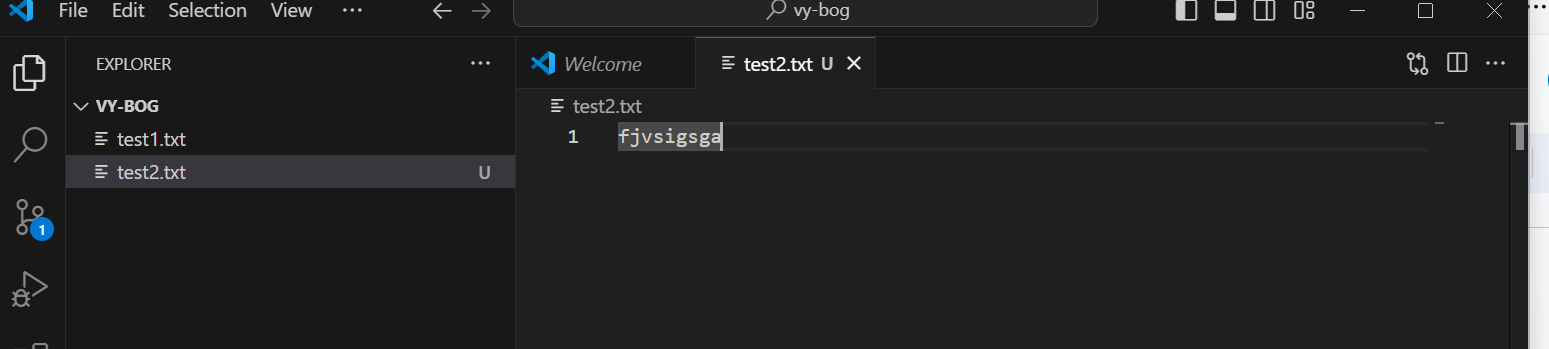 File Edit Selection View ··· vy-bog
EXPLORER ···
Welcome
test2.txt U
VY-BOG
test2.txt
test1.txt
1 fjvsigsga
test2.txt U
1